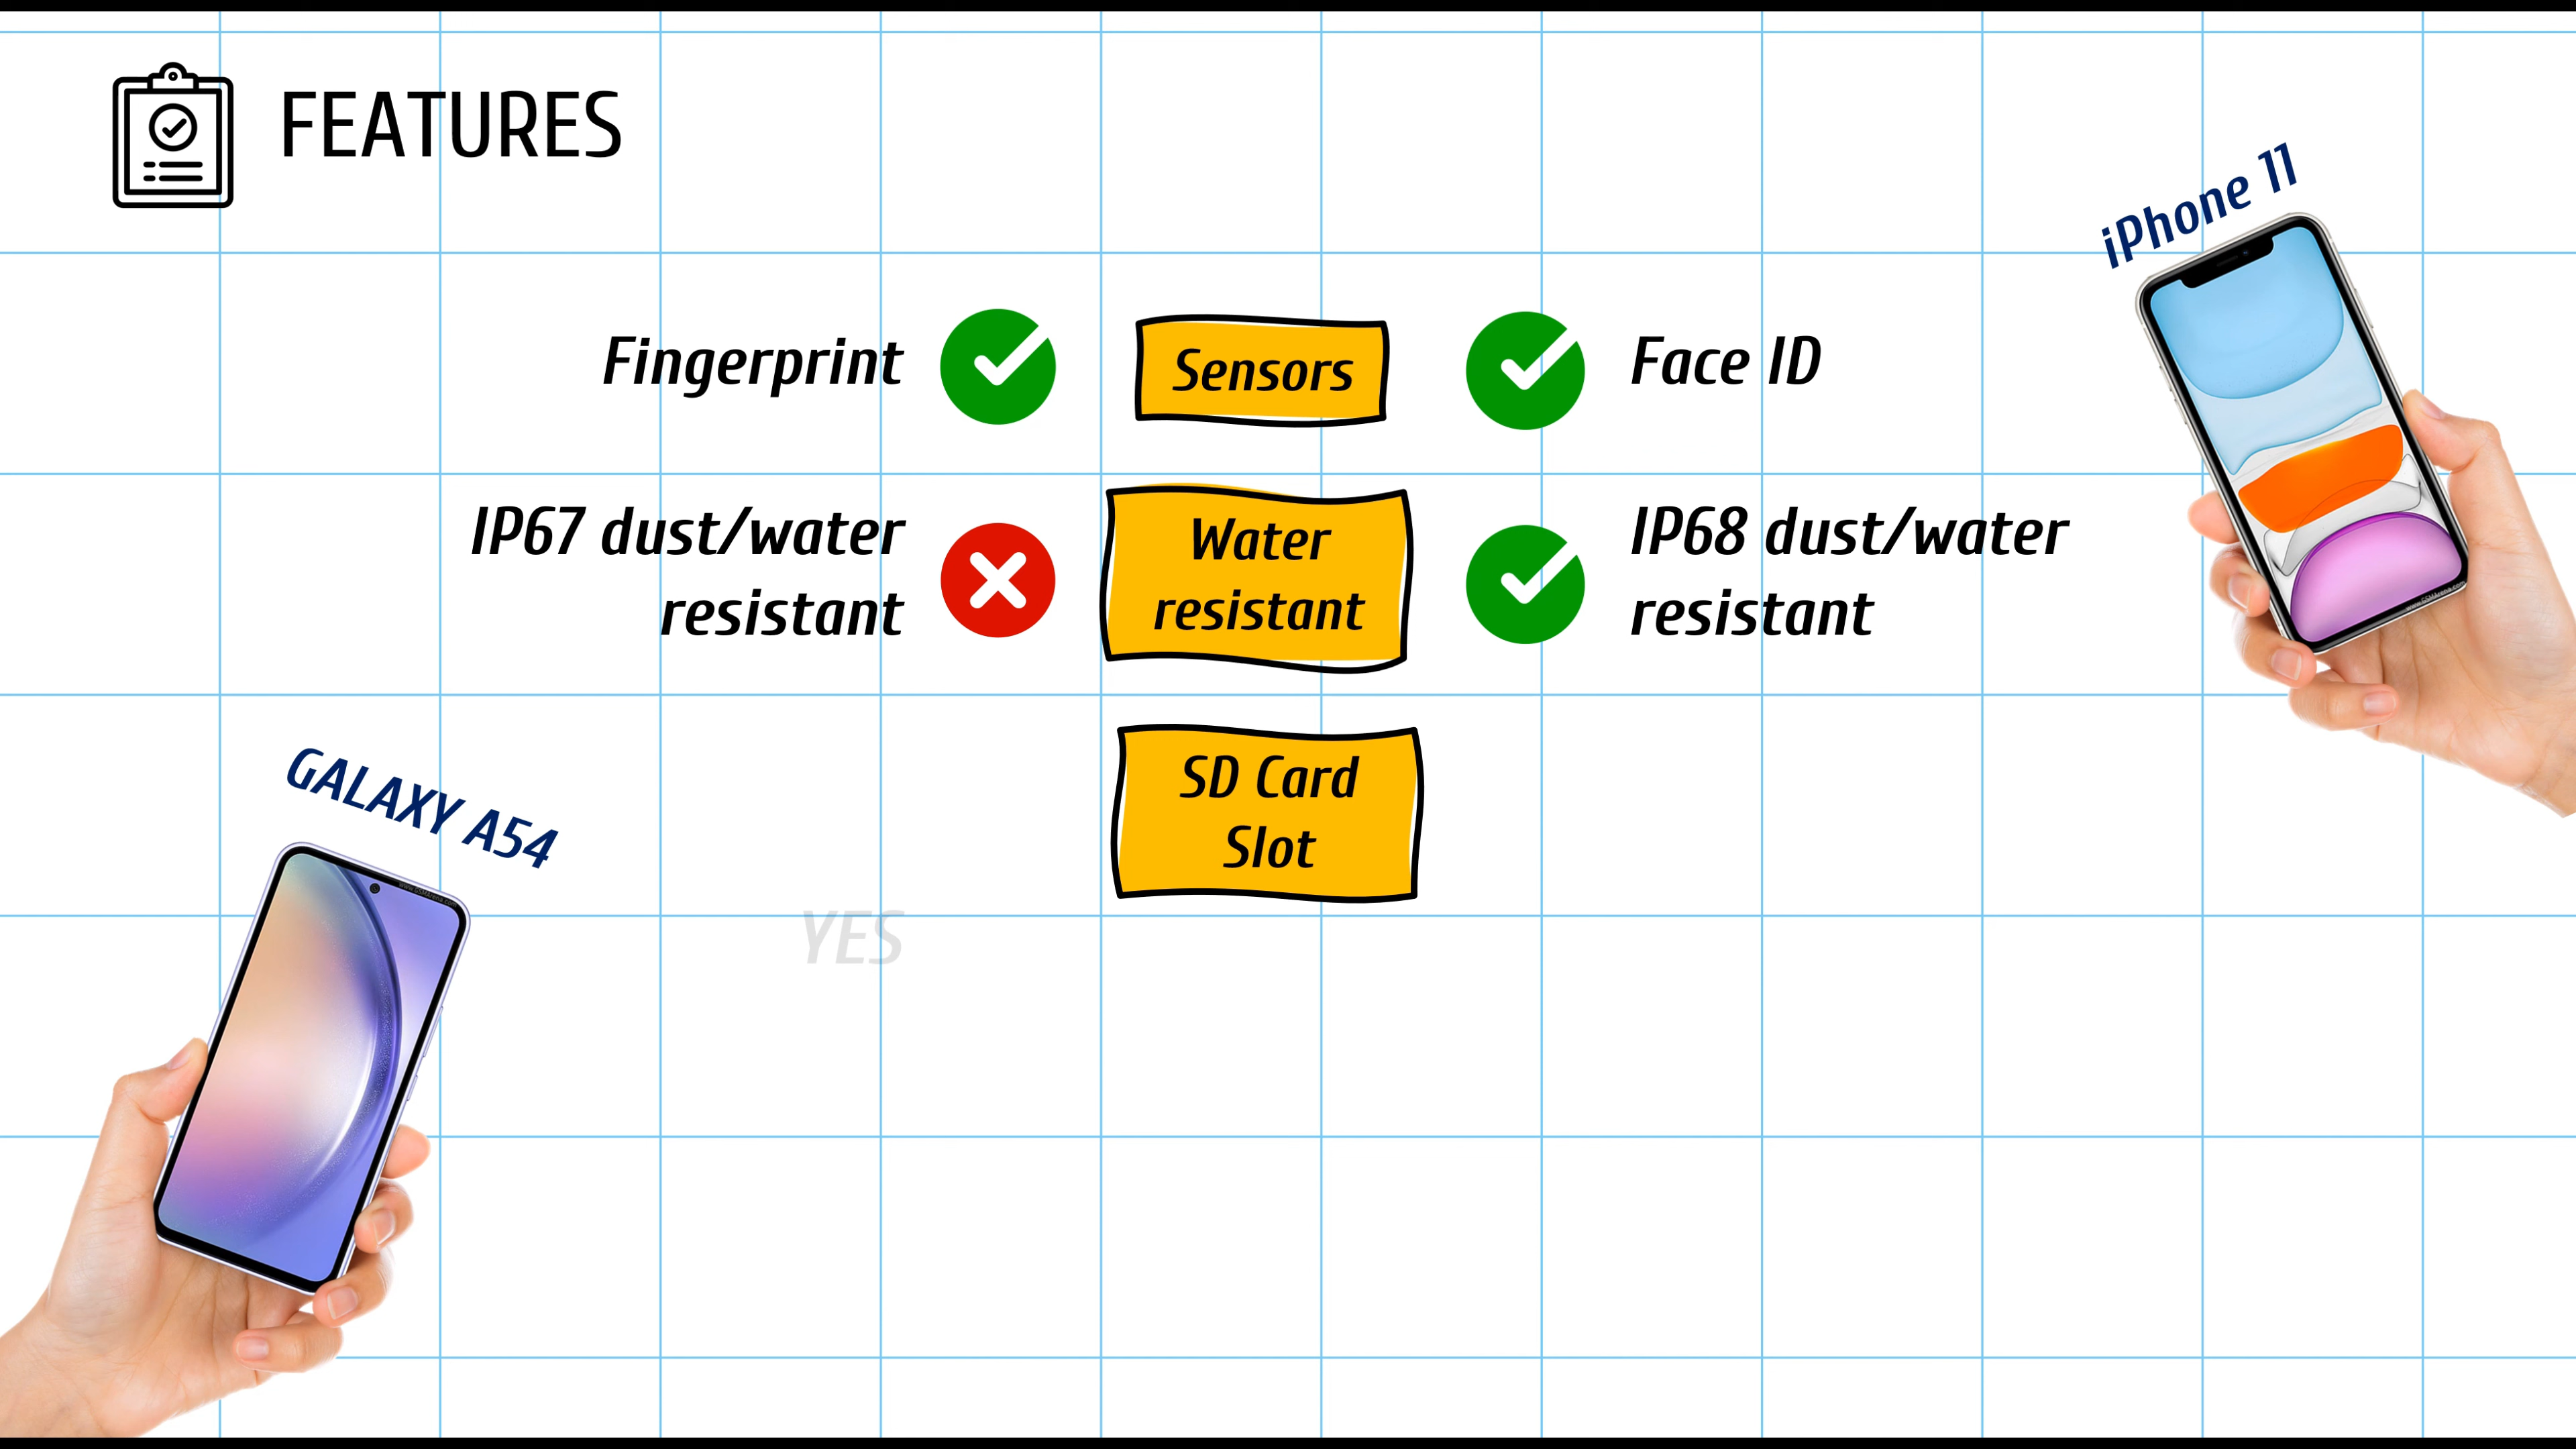 FEATURES
iPhone 11
Fingerprint
Sensors
Face ID
IP67 dust/water
resistant
Water
resistant
IP68 dust/water
resistant
SD Card
Slot
GALAXY A54
YES